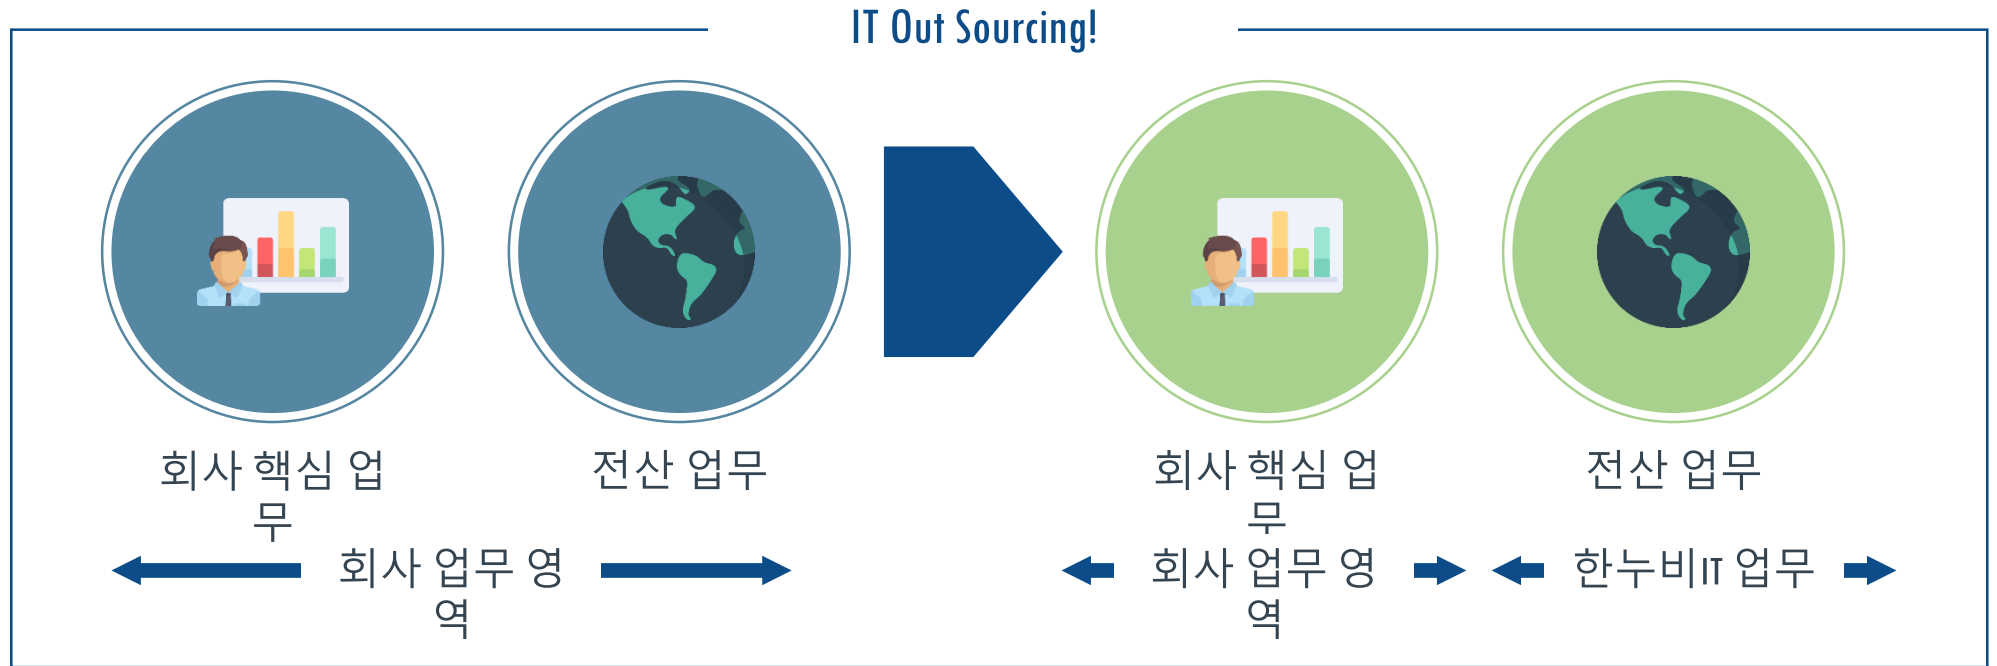 IT Out Sourcing!
회사 핵심 업
무
전산 업무
회사 업무 영
역
회사 핵심 업
무
전산 업무
회사 업무 영
역
한누비IT 업무